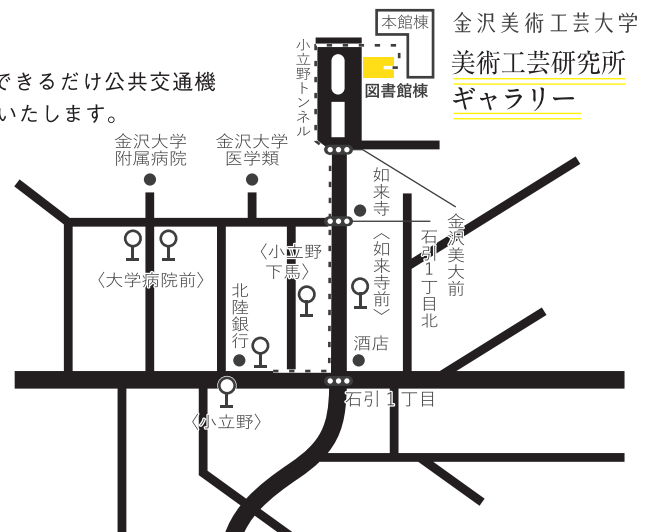 本館棟
金沢美術工芸大学
美術工芸研究所
ギャラリー
図書館棟
小立野トンネル
できるだけ公共交通機
いたします。
金沢大学
附属病院
金沢大学
医学類
如来寺
金沢美大前
石引1丁目北
〈如来寺前〉
〈小立野
下馬〉
〈大学病院前〉
北陸銀行
酒店
石引1丁目
〈小立野〉